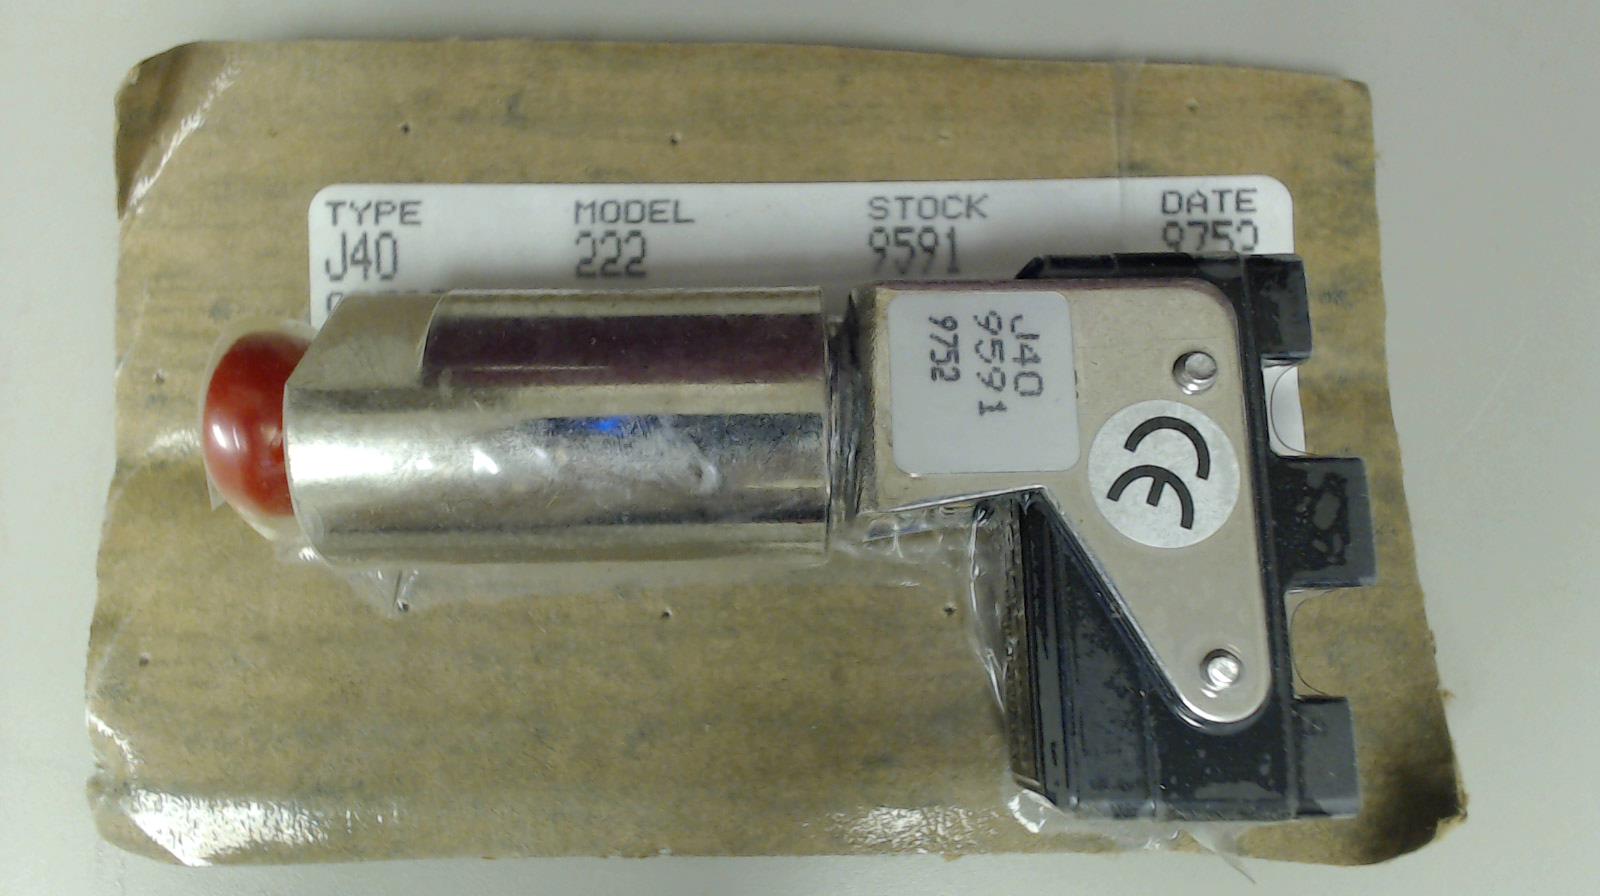 TYPE MODEL STOCK DATE
J40 222 9591 9752
J40
9591
9752
CE